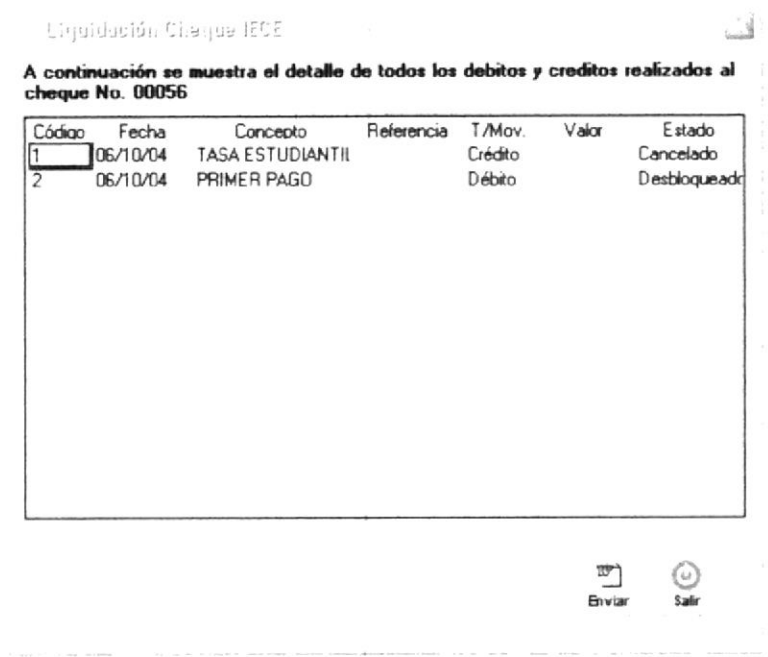 Liquidación Cheque IECE
A continuación se muestra el detalle de todos los debitos y creditos realizados al
cheque No. 00056
Código Fecha Concepto Referencia T/Mov. Valor Estado
1 06/10/04 TASA ESTUDIANTIL Crédito Cancelado
2 06/10/04 PRIMER PAGO Débito Desbloqueado
Enviar Salir